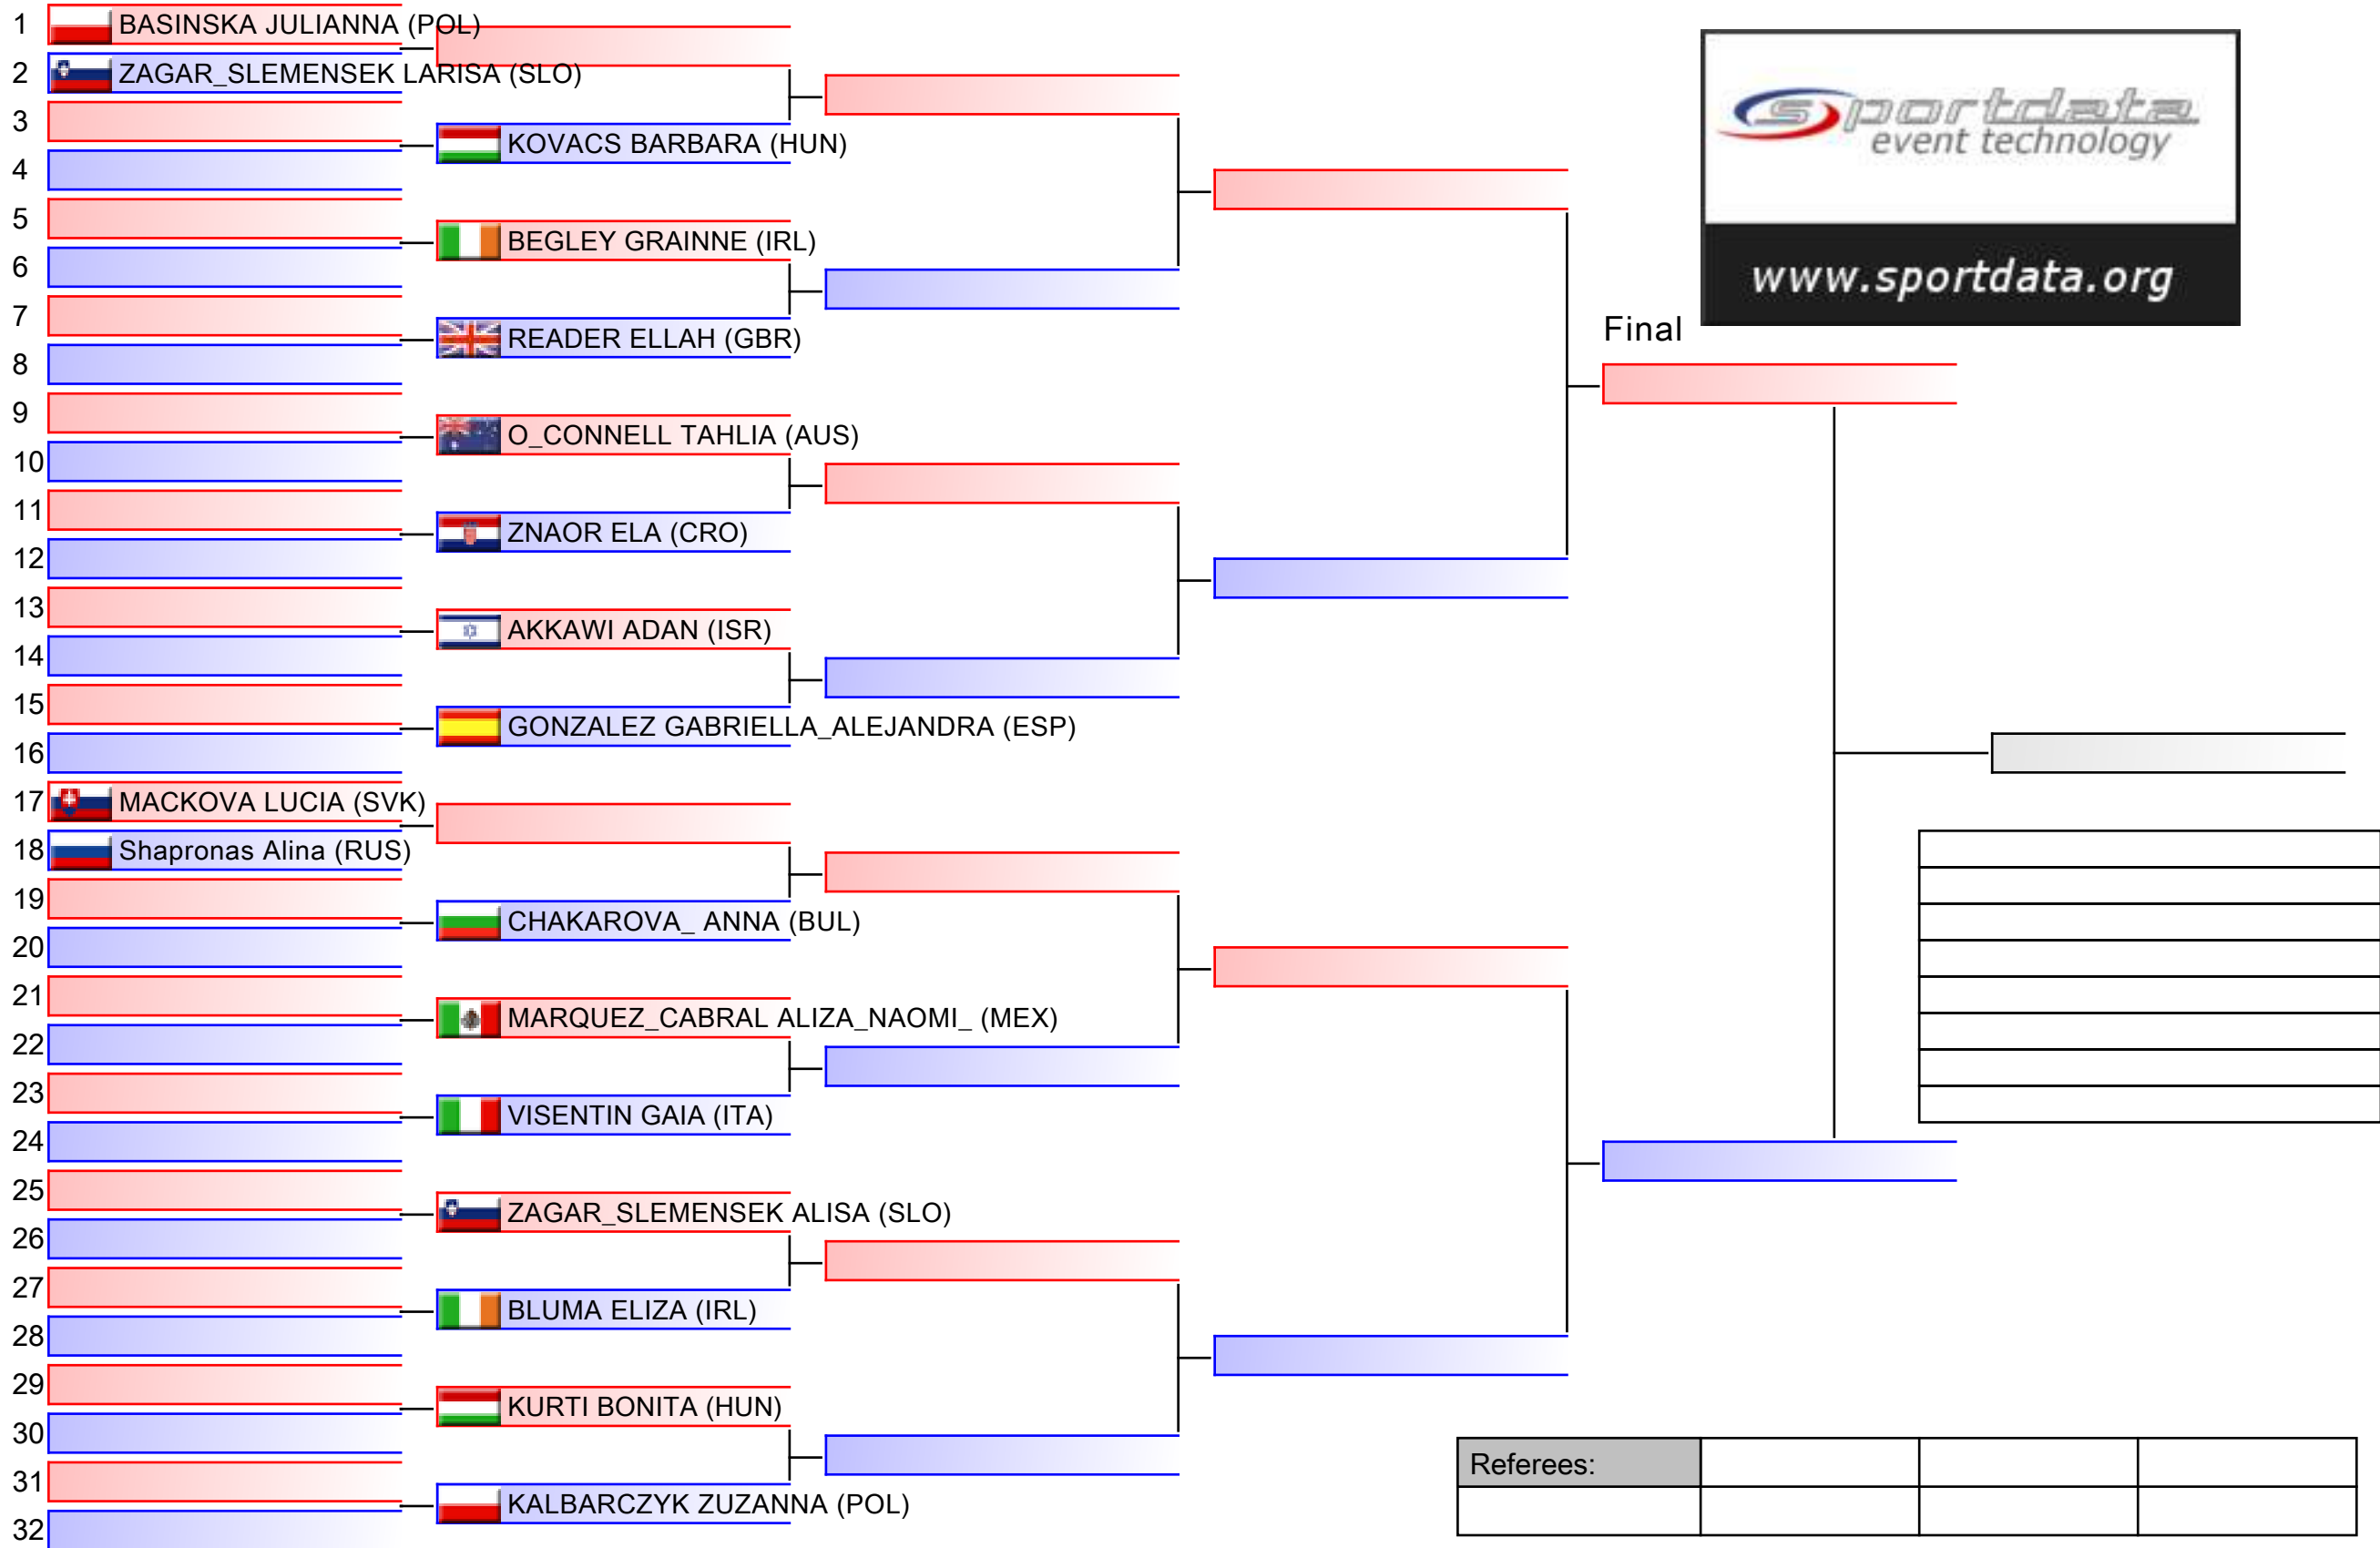 1 BASINSKA JULIANNA (POL)
2 ZAGAR_SLEMENSEK LARISA (SLO)
3
KOVACS BARBARA (HUN)
4
5
BEGLEY GRAINNE (IRL)
6
7
READER ELLAH (GBR)
8
9
O_CONNELL TAHLIA (AUS)
10
11
ZNAOR ELA (CRO)
12
13
AKKAWI ADAN (ISR)
14
15
GONZALEZ GABRIELLA_ALEJANDRA (ESP)
16
17 MACKOVA LUCIA (SVK)
18 Shapronas Alina (RUS)
19
CHAKAROVA_ ANNA (BUL)
20
21
MARQUEZ_CABRAL ALIZA_NAOMI_ (MEX)
22
23
VISENTIN GAIA (ITA)
24
25
ZAGAR_SLEMENSEK ALISA (SLO)
26
27
BLUMA ELIZA (IRL)
28
29
KURTI BONITA (HUN)
30
31
KALBARCZYK ZUZANNA (POL)
32
sportdata
event technology
www.sportdata.org
Final
Referees: